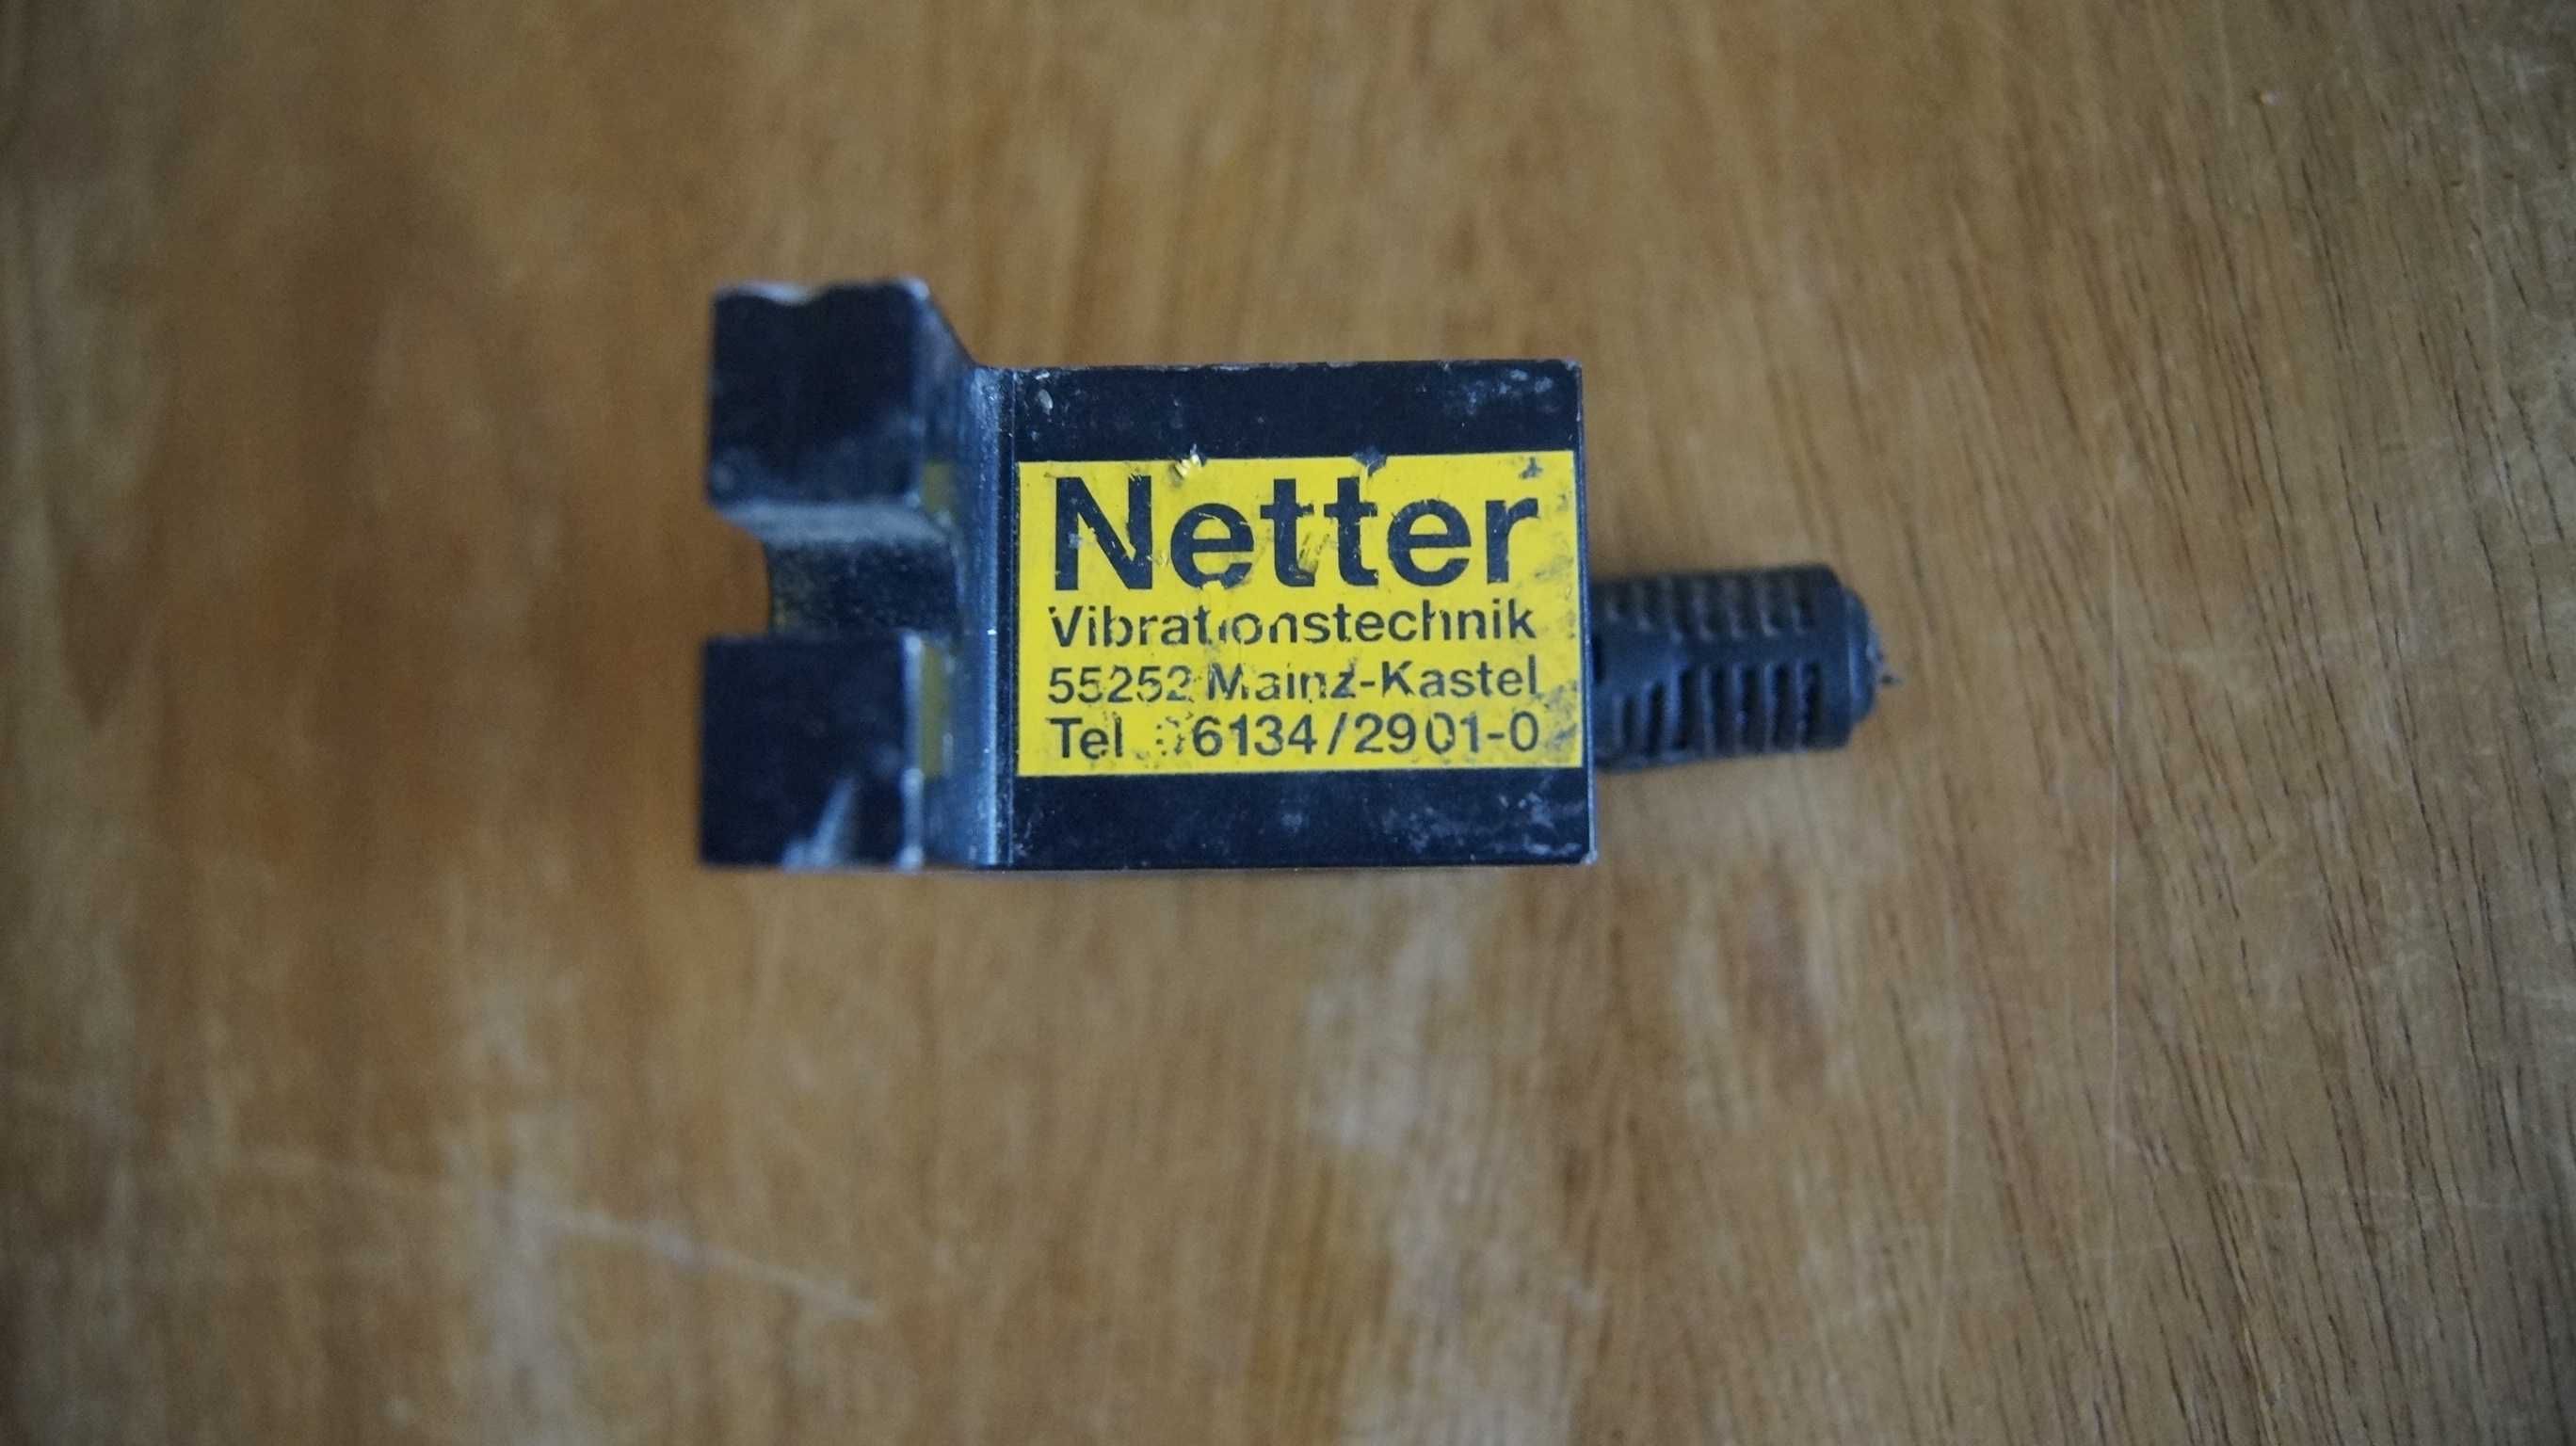 Netter
Vibrationstechnik
55252 Mainz-Kastel
Tel 06134/2901-0